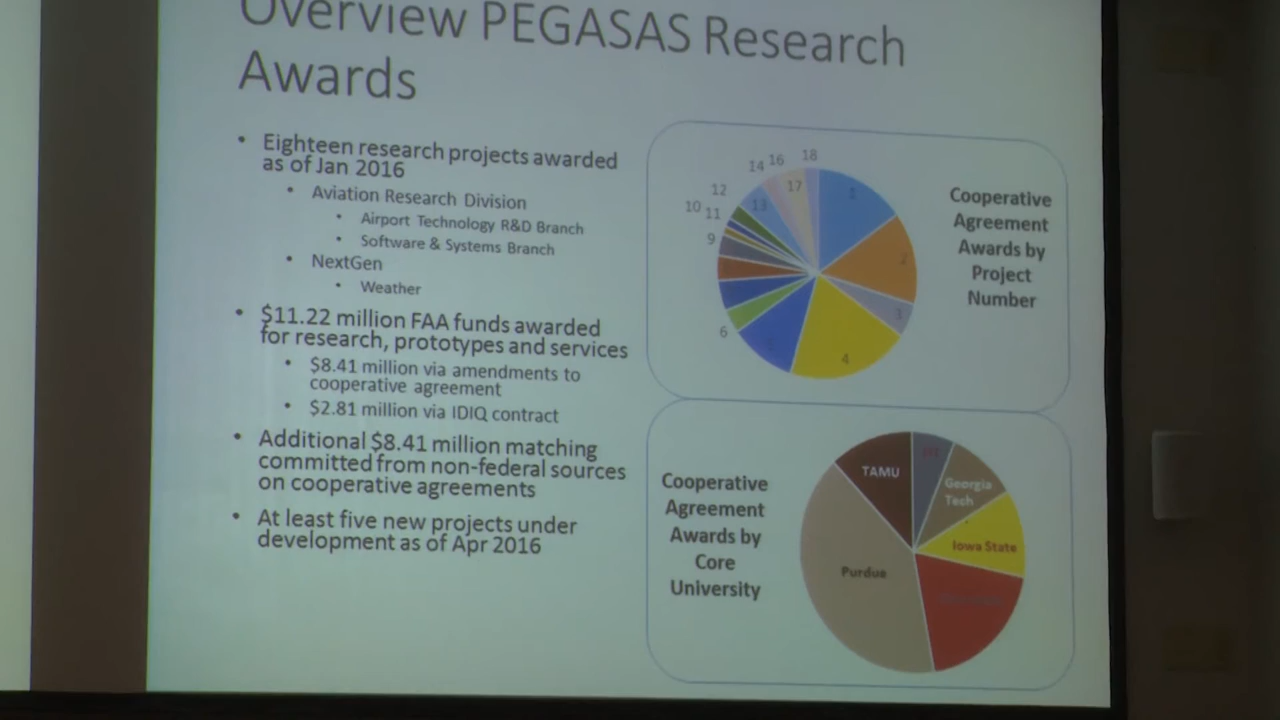 Overview PEGASAS Research
Awards
• Eighteen research projects awarded
as of Jan 2016
• Aviation Research Division
• Airport Technology R&D Branch
• Software & Systems Branch
• NextGen
• Weather
• $11.22 million FAA funds awarded
for research, prototypes and services
• $8.41 million via amendments to
cooperative agreement
• $2.81 million via IDIQ contract
• Additional $8.41 million matching
committed from non-federal sources
on cooperative agreements
• At least five new projects under
development as of Apr 2016
Cooperative
Agreement
Awards by
Project
Number
1
2
3
4
6
9
10
11
12
13
14
16
17
18
Cooperative
Agreement
Awards by
Core
University
TAMU
Georgia
Tech
Iowa State
Purdue